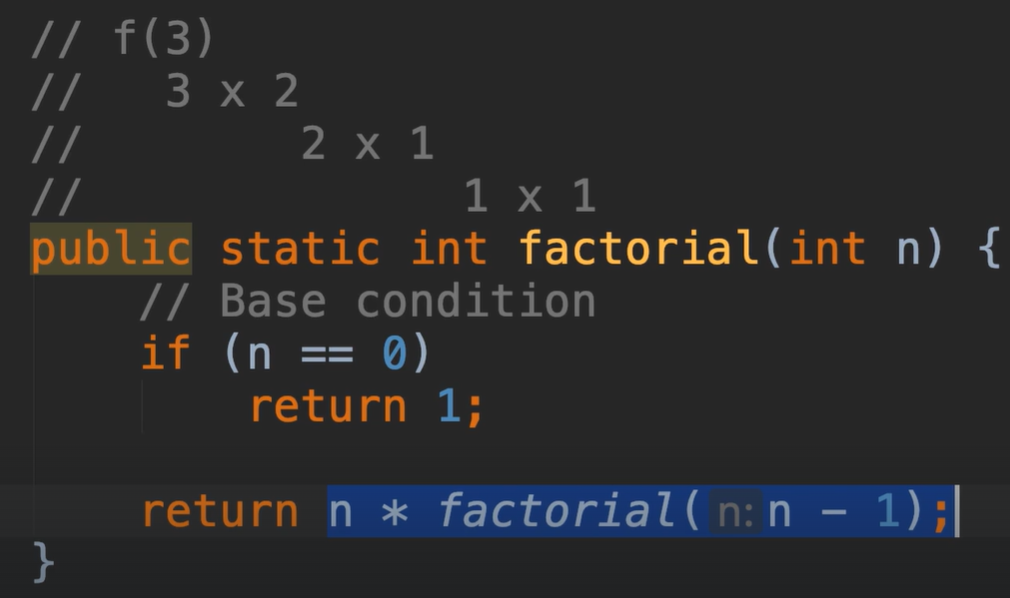 // f(3)
//   3 x 2
//        2 x 1
//              1 x 1
public static int factorial(int n) {
    // Base condition
    if (n == 0)
        return 1;
    return n * factorial( n: n - 1);
}